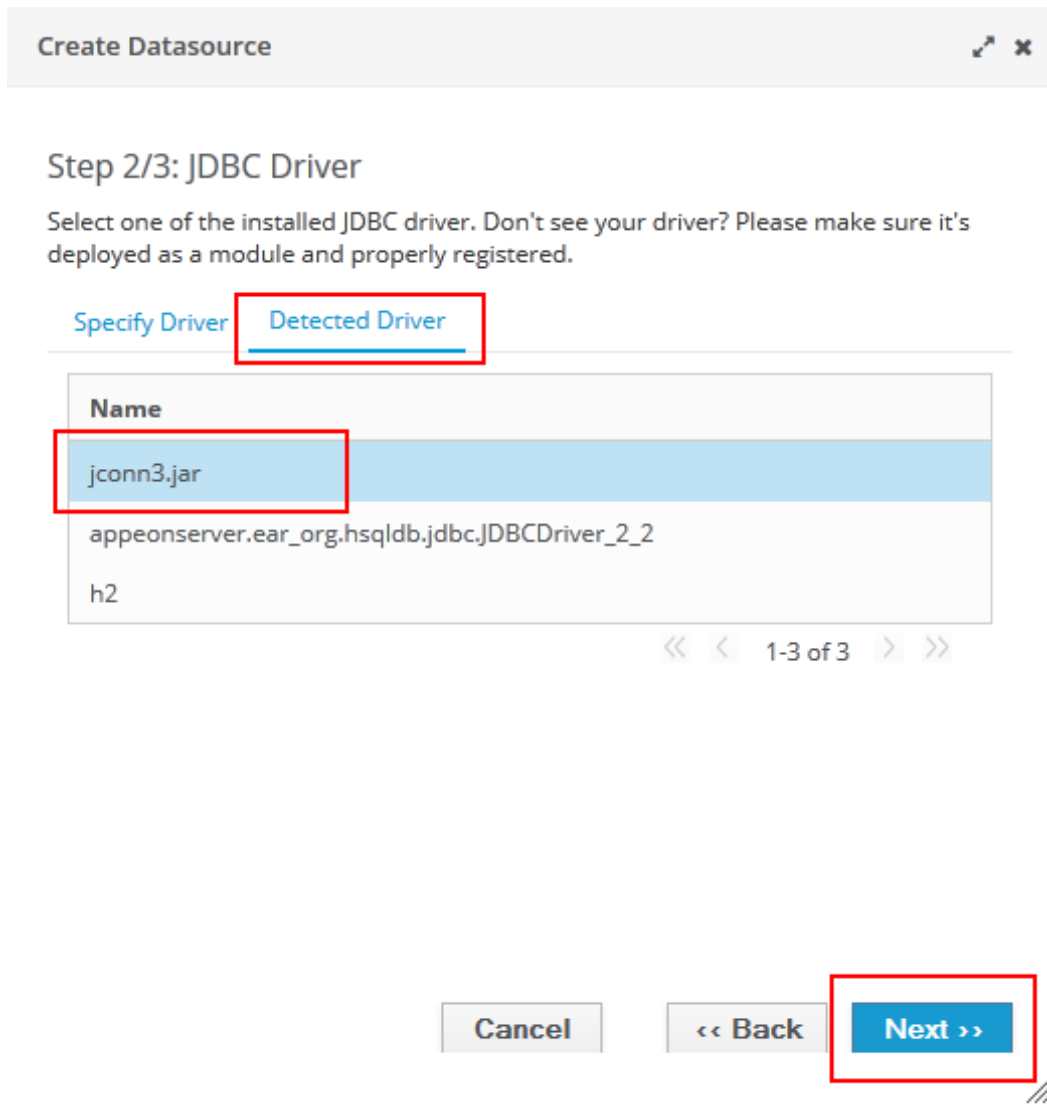 Create Datasource
Step 2/3: JDBC Driver
Select one of the installed JDBC driver. Don't see your driver? Please make sure it's
deployed as a module and properly registered.
Specify Driver Detected Driver
Name
jconn3.jar
appeonserver.ear_org.hsqldb.jdbc.JDBCDriver_2_2
h2
1-3 of 3
Cancel ‹‹ Back Next ››